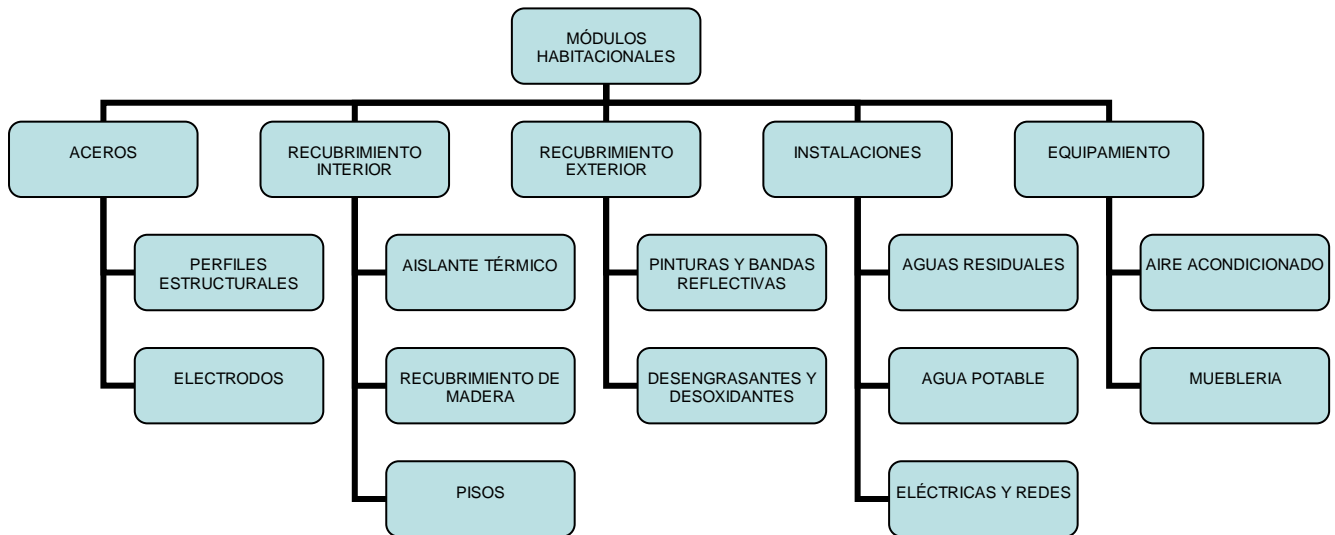 MÓDULOS
HABITACIONALES
ACEROS
RECUBRIMIENTO
INTERIOR
RECUBRIMIENTO
EXTERIOR
INSTALACIONES
EQUIPAMIENTO
PERFILES
ESTRUCTURALES
AISLANTE TÉRMICO
PINTURAS Y BANDAS
REFLECTIVAS
AGUAS RESIDUALES
AIRE ACONDICIONADO
ELECTRODOS
RECUBRIMIENTO DE
MADERA
DESENGRASANTES Y
DESOXIDANTES
AGUA POTABLE
MUEBLERIA
PISOS
ELÉCTRICAS Y REDES